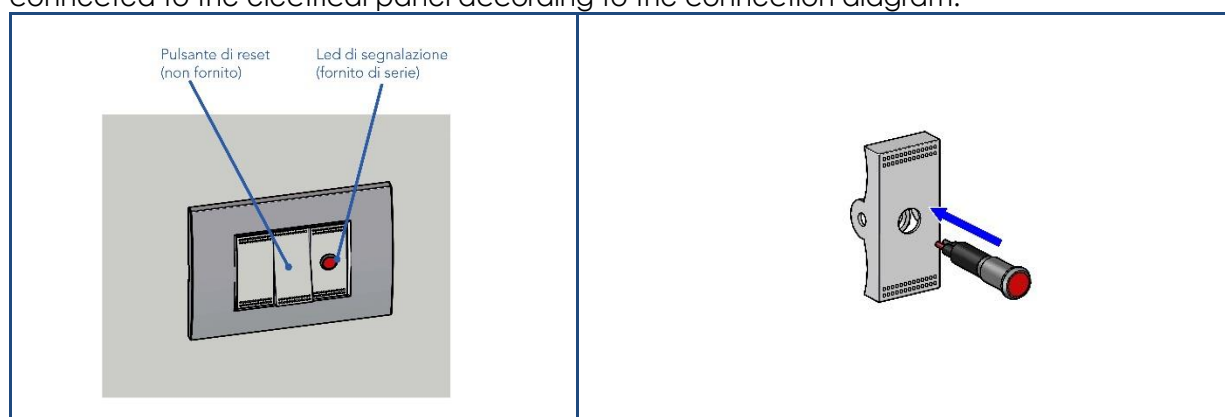 connected to the electrical panel according to the connection diagram.
Pulsante di reset
(non fornito)
Led di segnalazione
(fornito di serie)